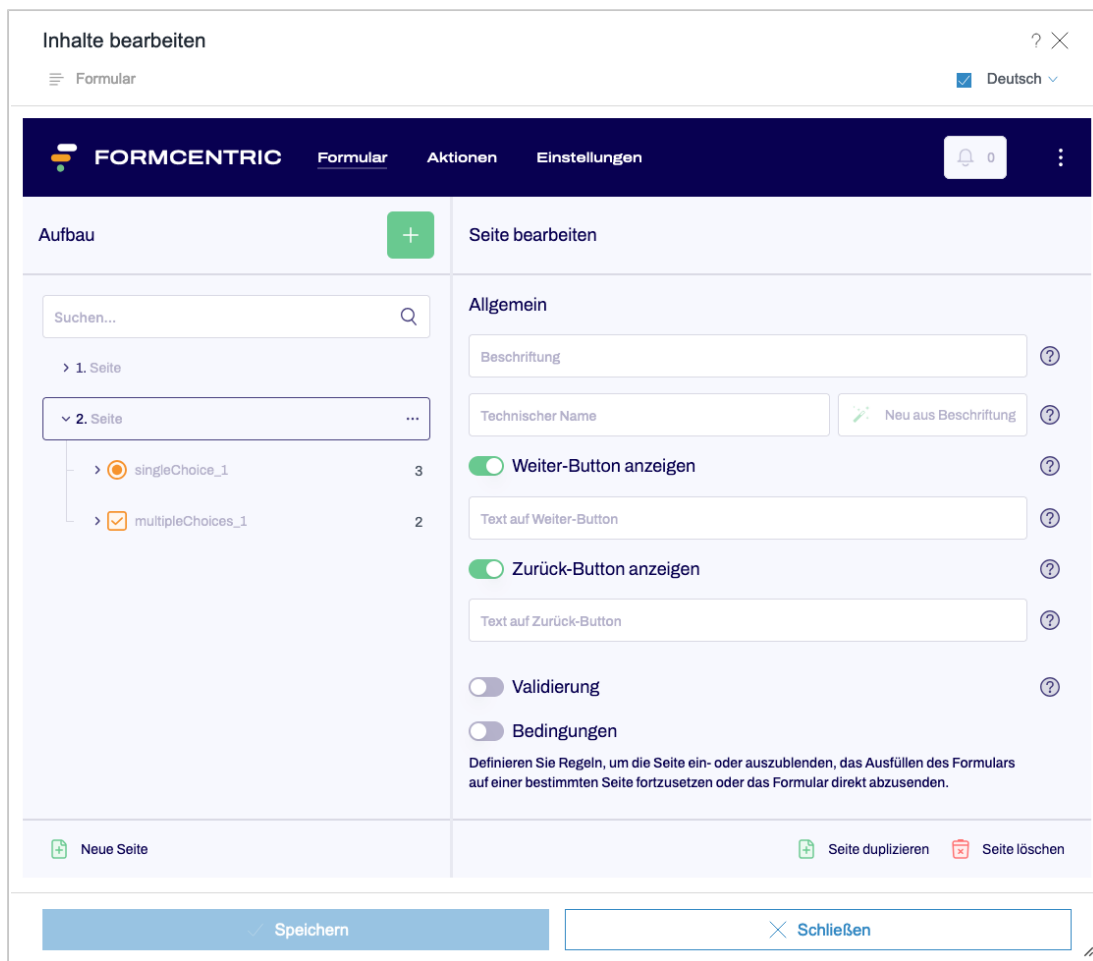 Inhalte bearbeiten
?
Formular
Deutsch
FORMCENTRIC
Formular
Aktionen
Einstellungen
0
Aufbau
+
Seite bearbeiten
Suchen...
1. Seite
2. Seite
...
singleChoice_1
3
multipleChoices_1
2
Allgemein
Beschriftung
?
Technischer Name
Neu aus Beschriftung
?
Weiter-Button anzeigen
?
Text auf Weiter-Button
?
Zurück-Button anzeigen
?
Text auf Zurück-Button
?
Validierung
?
Bedingungen
Definieren Sie Regeln, um die Seite ein- oder auszublenden, das Ausfüllen des Formulars
auf einer bestimmten Seite fortzusetzen oder das Formular direkt abzusenden.
Neue Seite
Seite duplizieren
Seite löschen
Speichern
Schließen